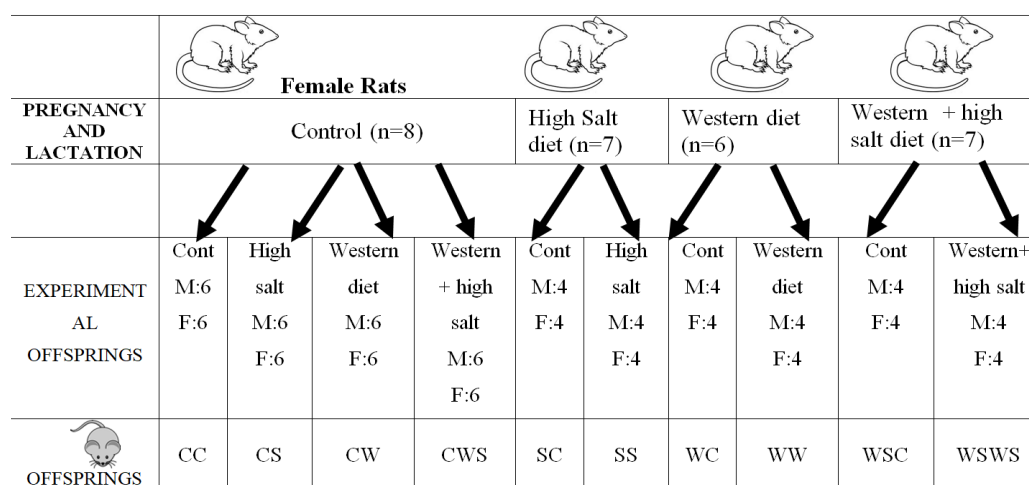 Female Rats
PREGNANCY
AND
LACTATION
Control (n=8)
High Salt
diet (n=7)
Western diet
(n=6)
Western + high
salt diet (n=7)
EXPERIMENT
AL
OFFSPRINGS
Cont
M:6
F:6
High
salt
M:6
F:6
Western
diet
M:6
F:6
Western
+ high
salt
M:6
F:6
Cont
M:4
F:4
High
salt
M:4
F:4
Cont
M:4
F:4
Western
diet
M:4
F:4
Cont
M:4
F:4
Western+
high salt
M:4
F:4
OFFSPRINGS
CC
CS
CW
CWS
SC
SS
WC
WW
WSC
WSWS